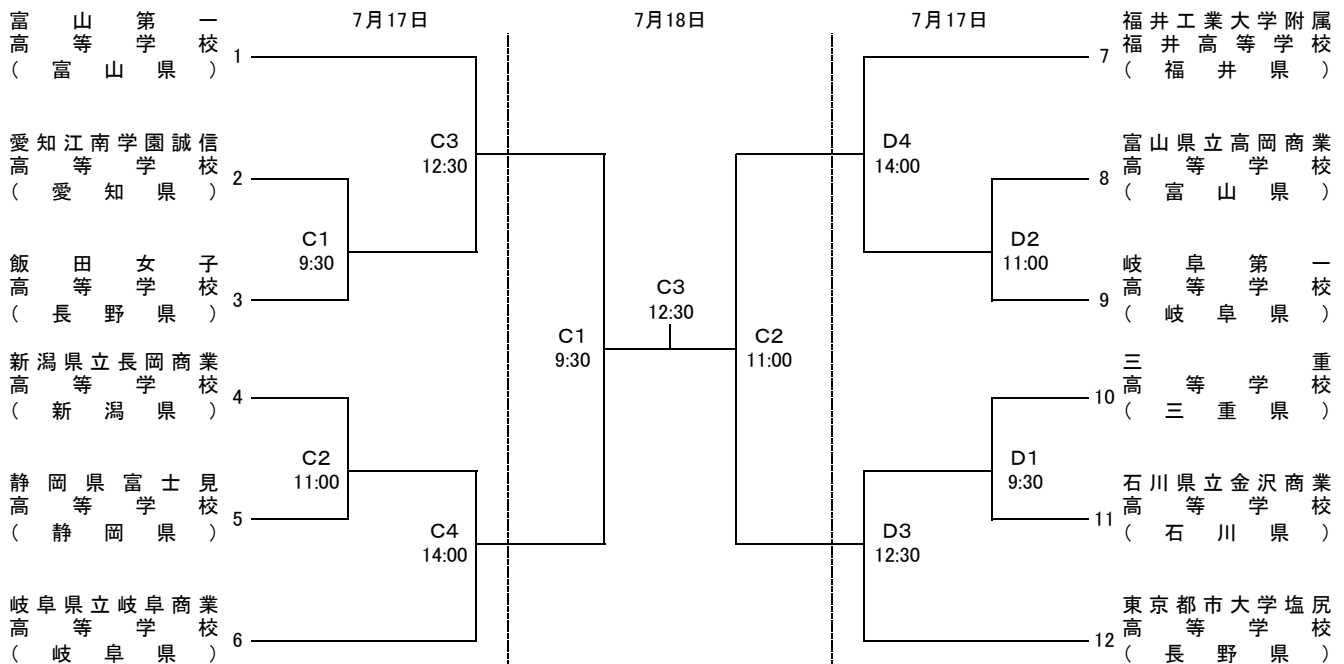 7月17日
7月18日
7月17日
富山第一
高等学校
(富山県)
1
愛知江南学園誠信
高等学校
(愛知県)
2
飯田女子
高等学校
(長野県)
3
新潟県立長岡商業
高等学校
(新潟県)
4
静岡県富士見
高等学校
(静岡県)
5
岐阜県立岐阜商業
高等学校
(岐阜県)
6
C3
12:30
C1
9:30
C2
11:00
C4
14:00
C1
9:30
C3
12:30
C2
11:00
D4
14:00
D2
11:00
D1
9:30
D3
12:30
7
福井工業大学附属
福井高等学校
(福井県)
8
富山県立高岡商業
高等学校
(富山県)
9
岐阜第一
高等学校
(岐阜県)
10
三重
高等学校
(三重県)
11
石川県立金沢商業
高等学校
(石川県)
12
東京都市大学塩尻
高等学校
(長野県)